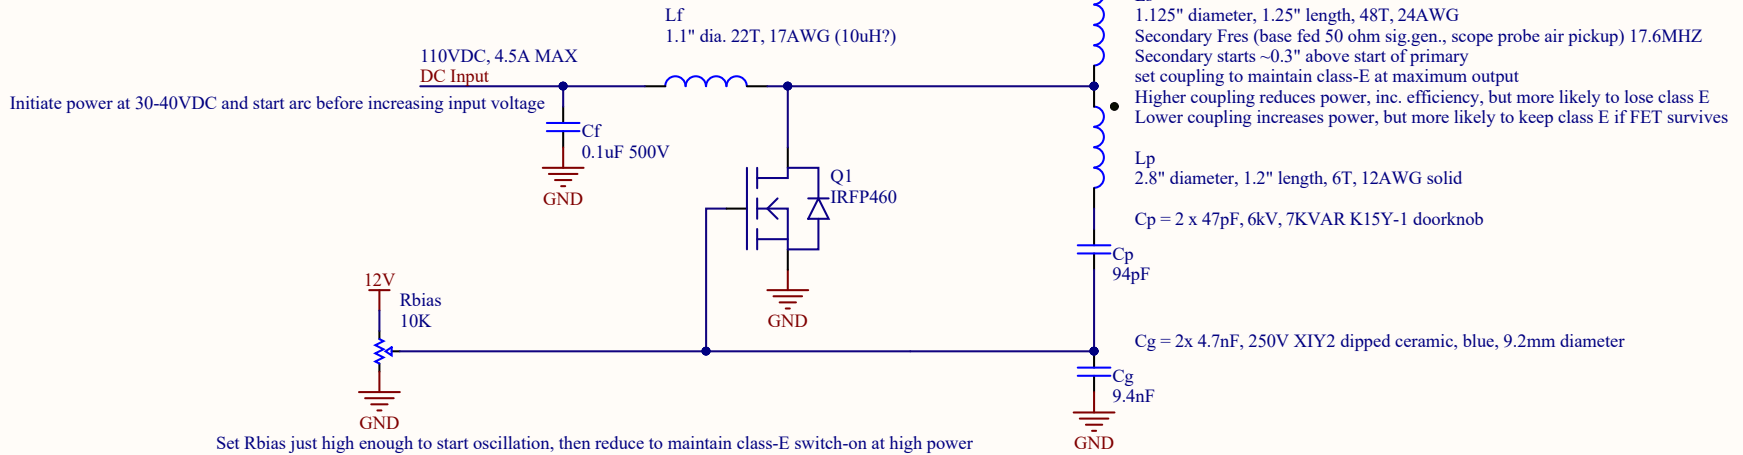 Lf
1.1" dia. 22T, 17AWG (10uH?)
1.125" diameter, 1.25" length, 48T, 24AWG
Secondary Fres (base fed 50 ohm sig.gen., scope probe air pickup) 17.6MHZ
Secondary starts ~0.3" above start of primary
set coupling to maintain class-E at maximum output
Higher coupling reduces power, inc. efficiency, but more likely to lose class E
Lower coupling increases power, but more likely to keep class E if FET survives
110VDC, 4.5A MAX
DC Input
Initiate power at 30-40VDC and start arc before increasing input voltage
Cf
0.1uF 500V
GND
Q1
IRFP460
GND
Lp
2.8" diameter, 1.2" length, 6T, 12AWG solid
Cp = 2 x 47pF, 6kV, 7KVAR K15Y-1 doorknob
Cp
94pF
12V
Rbias
10K
GND
Cg = 2x 4.7nF, 250V XIY2 dipped ceramic, blue, 9.2mm diameter
Cg
9.4nF
GND
Set Rbias just high enough to start oscillation, then reduce to maintain class-E switch-on at high power